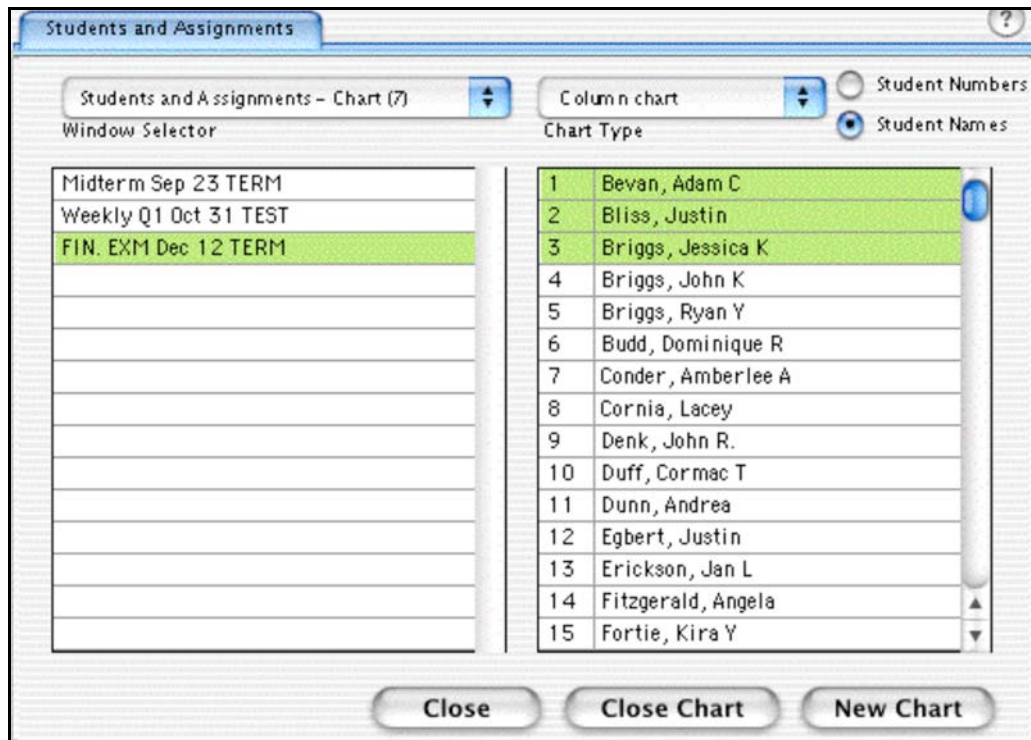 Students and Assignments
?
Students and Assignments – Chart (7)
Window Selector
Column chart
Chart Type
Student Numbers
Student Names
Midterm Sep 23 TERM
Weekly Q1 Oct 31 TEST
FIN. EXM Dec 12 TERM
1 Bevan, Adam C
2 Bliss, Justin
3 Briggs, Jessica K
4 Briggs, John K
5 Briggs, Ryan Y
6 Budd, Dominique R
7 Conder, Amberlee A
8 Cornia, Lacey
9 Denk, John R.
10 Duff, Cormac T
11 Dunn, Andrea
12 Egbert, Justin
13 Erickson, Jan L
14 Fitzgerald, Angela
15 Fortie, Kira Y
Close
Close Chart
New Chart